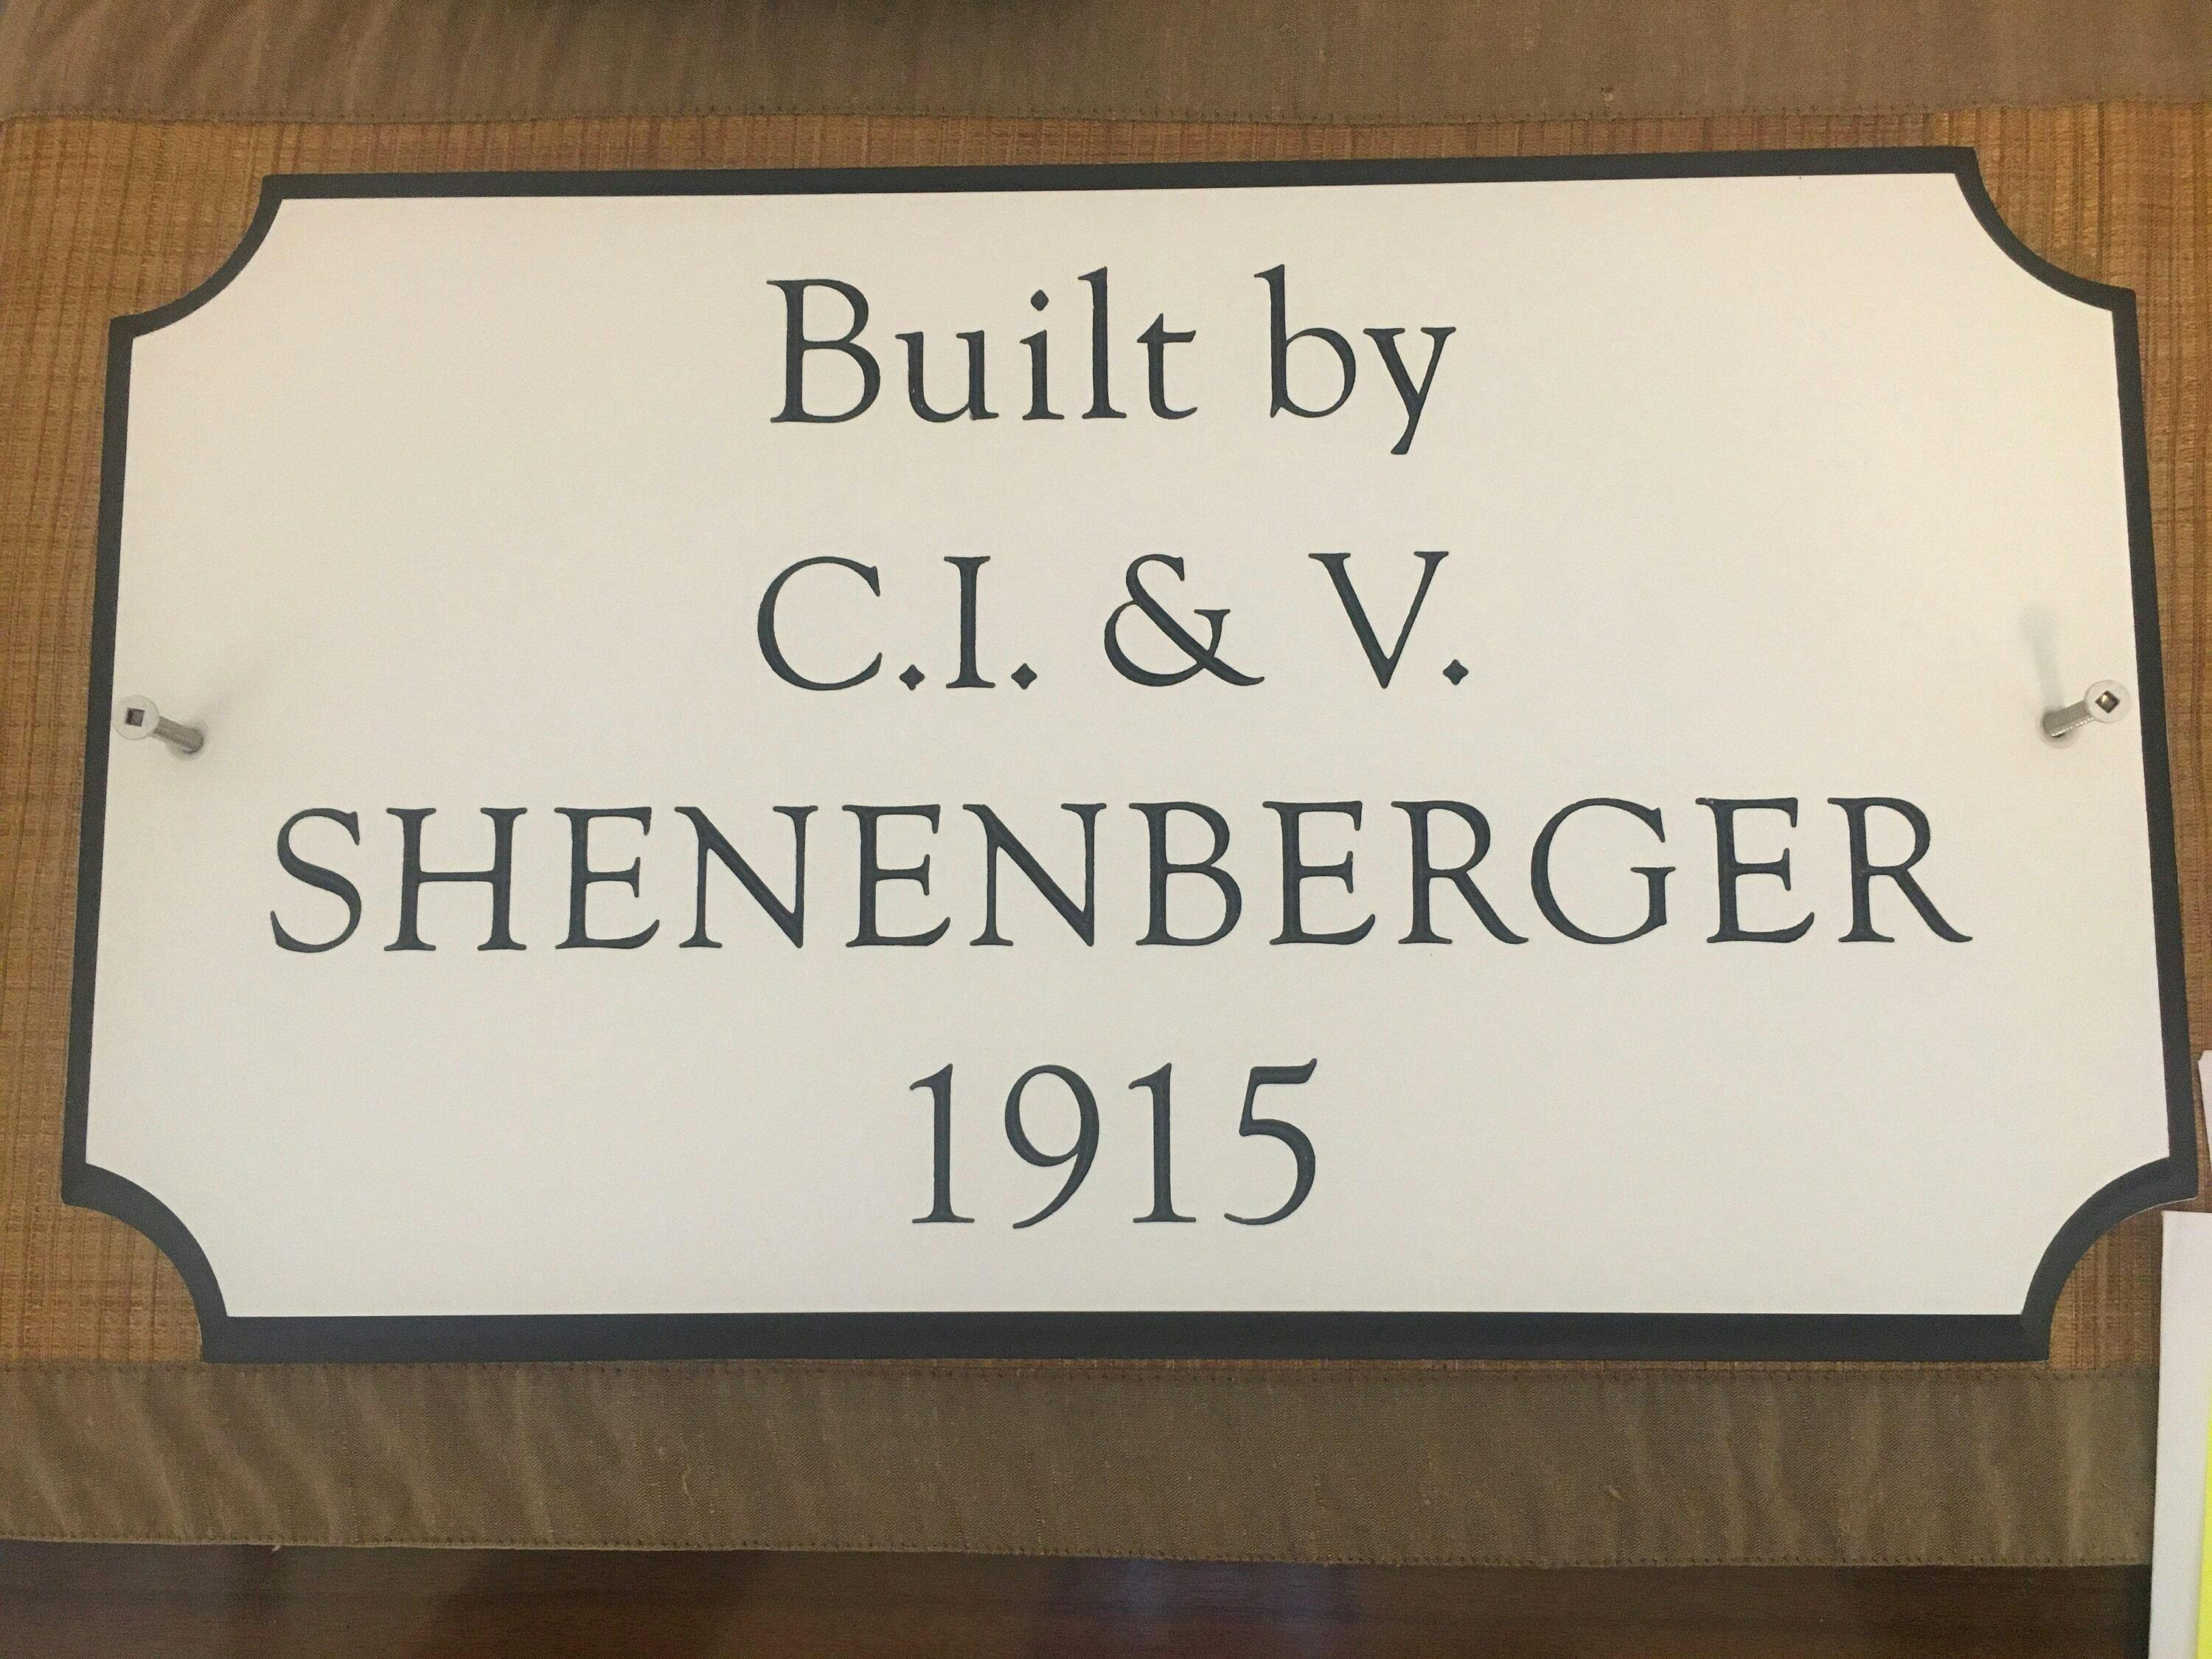 Built by
C.I. & V.
SHENENBERGER
1915